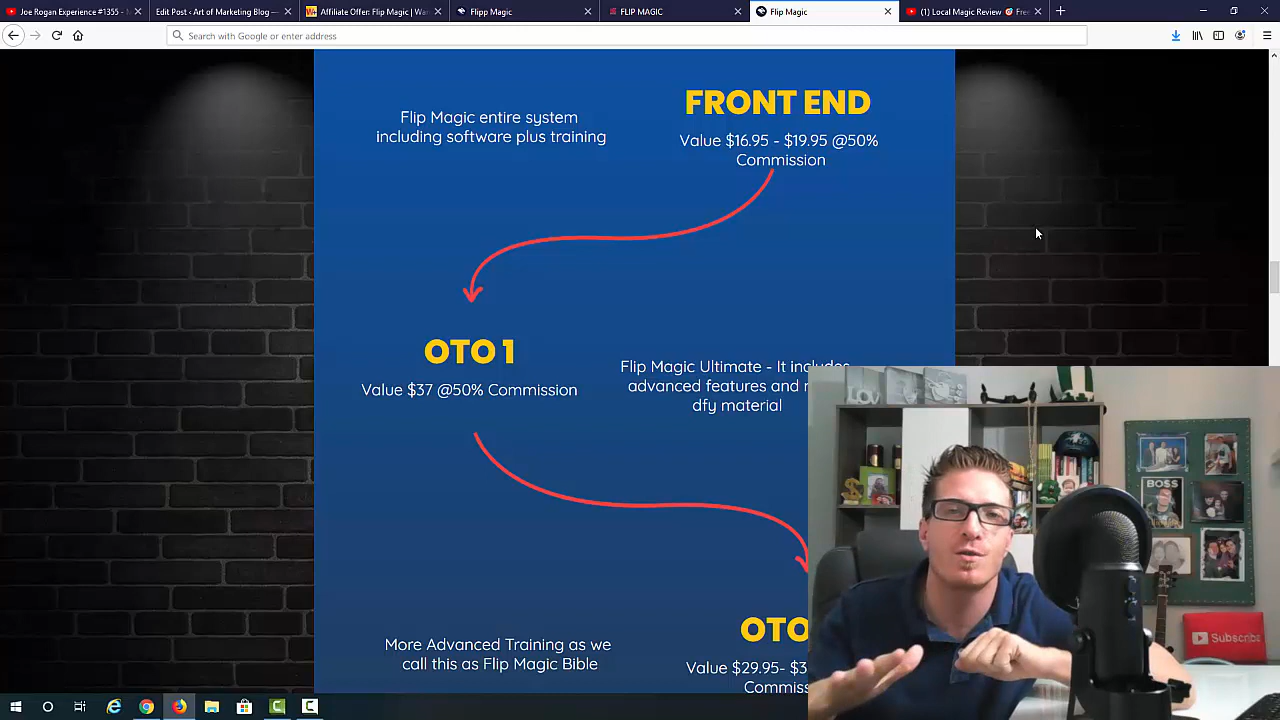 Joe Rogan Experience #1355 -
Edit Post ‹ Art of Marketing Blog —
Affiliate Offer: Flip Magic | Wa
Flipp Magic
FLIP MAGIC
Flip Magic
(1) Local Magic Review
Fre
Search with Google or enter address
Flip Magic entire system
including software plus training
FRONT END
Value $16.95 - $19.95 @50%
Commission
OTO 1
Value $37 @50% Commission
Flip Magic Ultimate - It includes
advanced features and
dfy material
More Advanced Training as we
call this as Flip Magic Bible
OTO
Value $29.95- $3
Commiss
LOV
BOSS
Subscribe